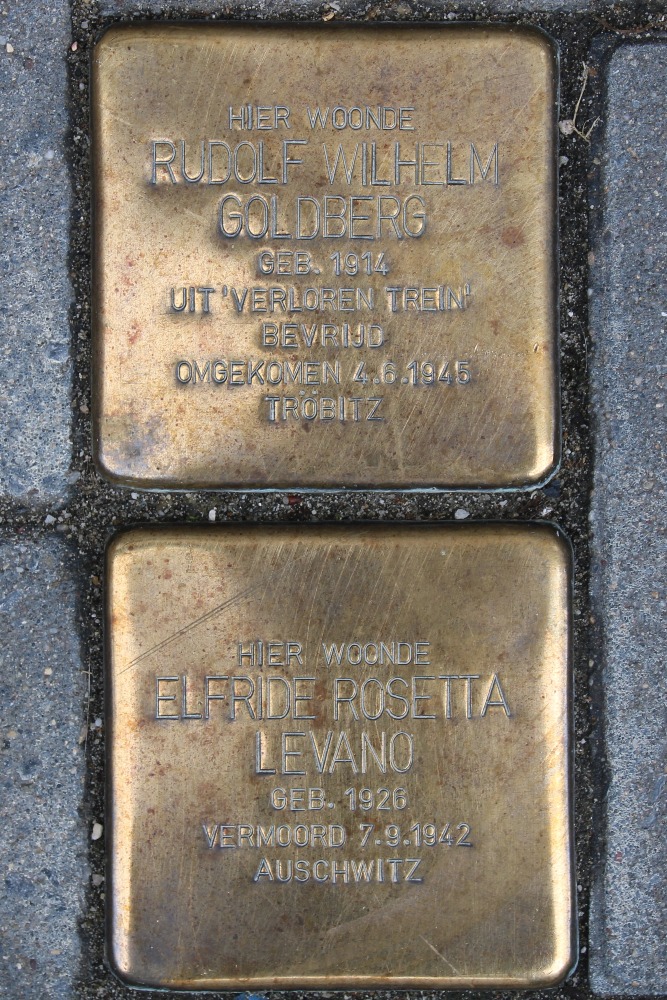 HIER WOONDE
RUDOLF WILHELM
GOLDBERG
GEB. 1914
UIT 'VERLOREN TREIN'
BEVRIJD
OMGEKOMEN 4.6.1945
TRÖBITZ
HIER WOONDE
ELFRIDE ROSETTA
LEVANO
GEB. 1926
VERMOORD 7.9.1942
AUSCHWITZ